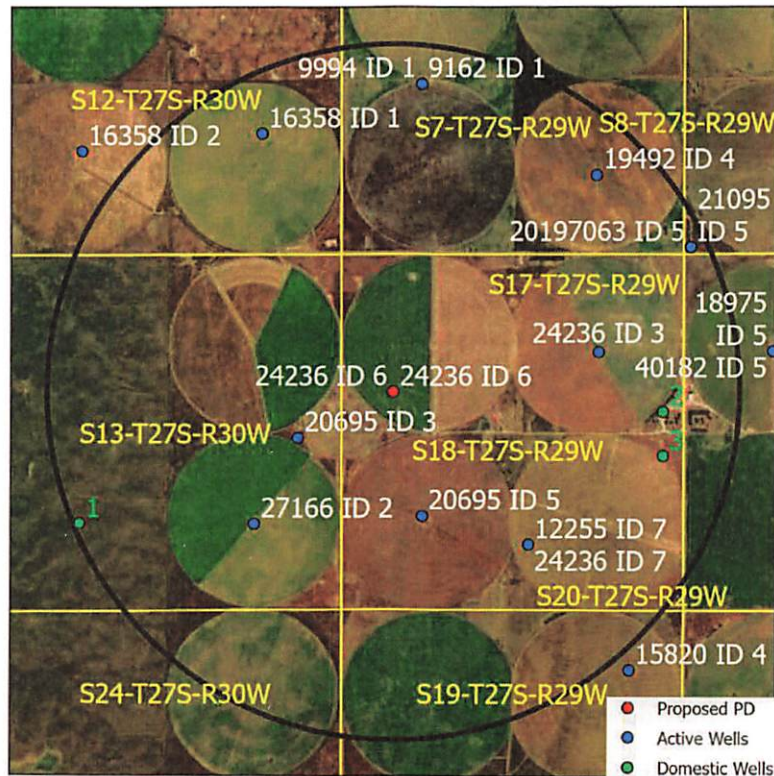 9994 ID 1 9162 ID 1
S12-T27S-R30W
16358 ID 1
S7-T27S-R29W
S8-T27S-R29W
16358 ID 2
19492 ID 4
21095
20197063 ID 5 ID 5
S17-T27S-R29W
18975
24236 ID 3
ID 5
40182 ID 5
24236 ID 6
24236 ID 6
2
20695 ID 3
S13-T27S-R30W
S18-T27S-R29W
3
1
27166 ID 2
20695 ID 5
12255 ID 7
24236 ID 7
S20-T27S-R29W
15820 ID 4
S24-T27S-R30W
S19-T27S-R29W
Proposed PD
Active Wells
Domestic Wells